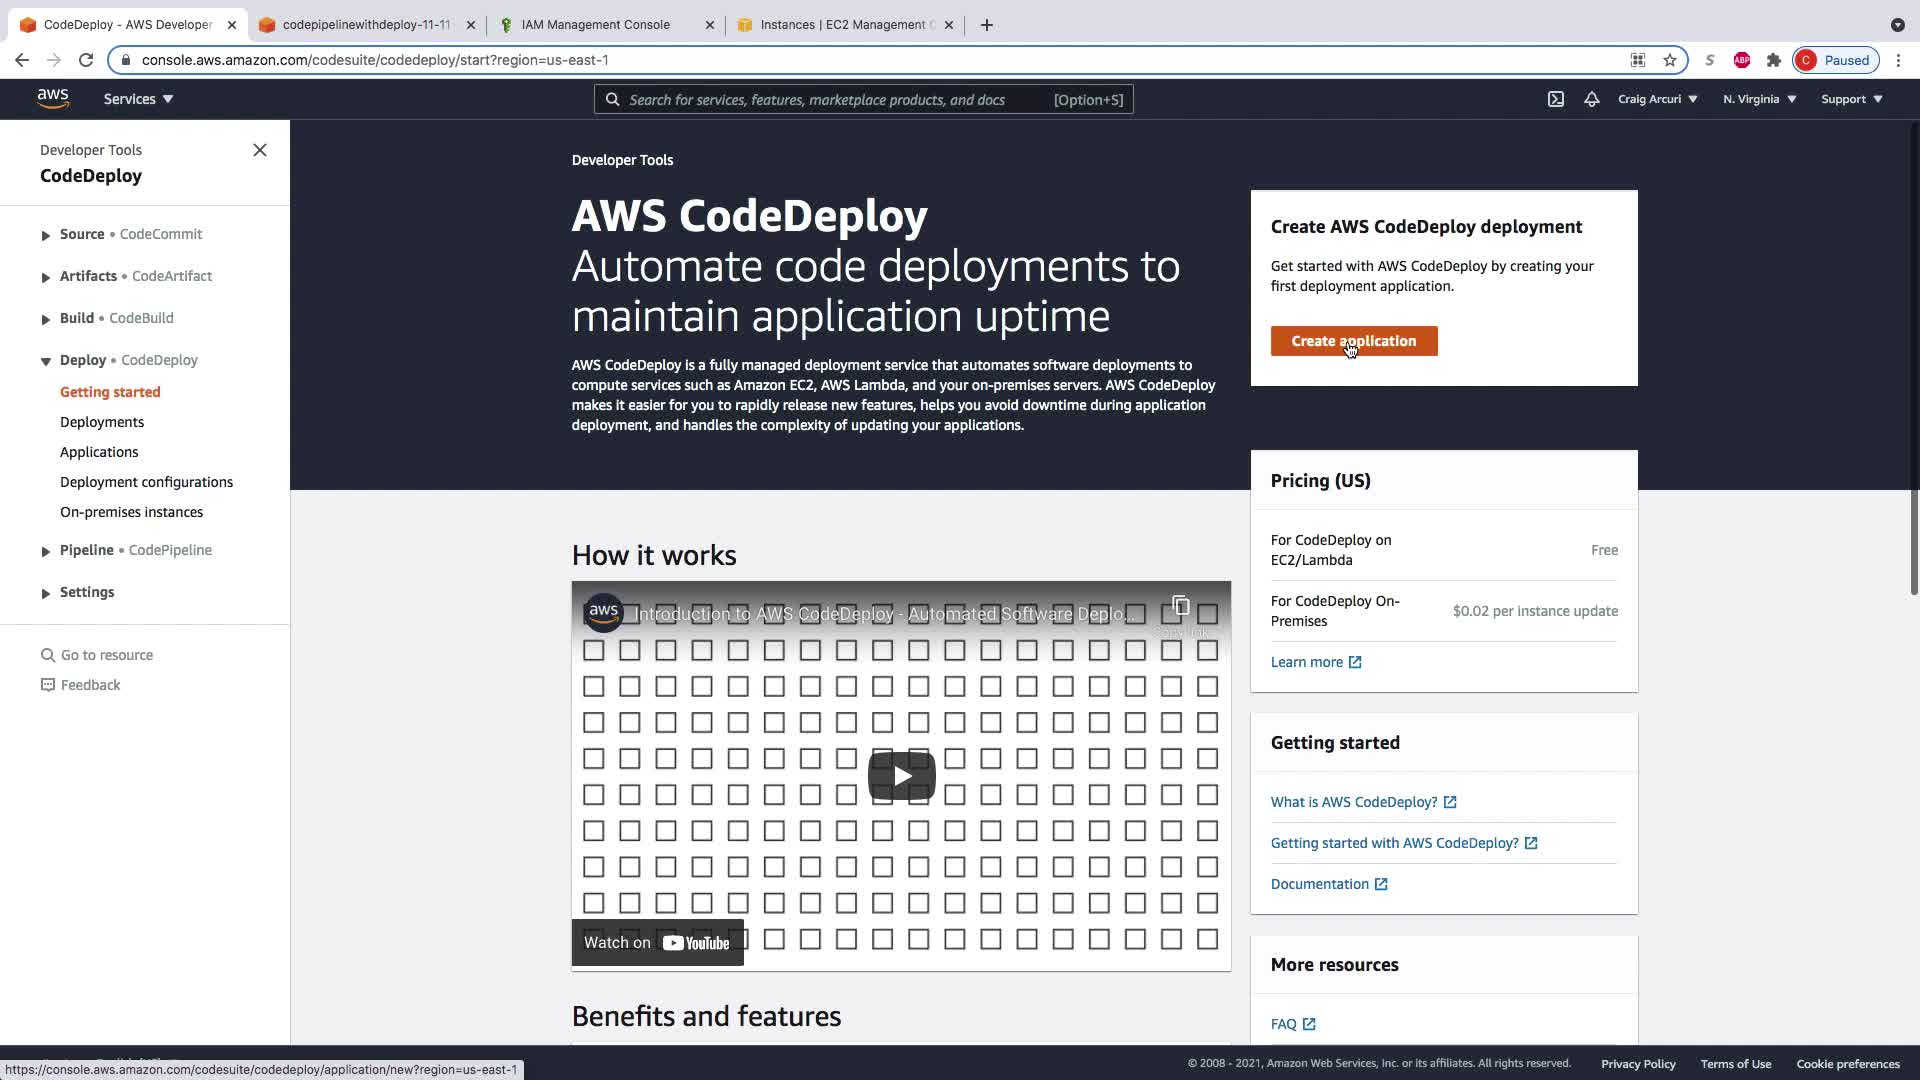 CodeDeploy - AWS Developer
codepipelinewithdeploy-11-11
IAM Management Console
Instances | EC2 Management C
console.aws.amazon.com/codesuite/codedeploy/start?region=us-east-1
S
ABP
C
Paused
aws
Services
Search for services, features, marketplace products, and docs
[Option+S]
Craig Arcuri
N. Virginia
Support
Developer Tools
CodeDeploy
Source • CodeCommit
Artifacts • CodeArtifact
Build • CodeBuild
Deploy • CodeDeploy
Getting started
Deployments
Applications
Deployment configurations
On-premises instances
Pipeline • CodePipeline
Settings
Go to resource
Feedback
Developer Tools
AWS CodeDeploy
Automate code deployments to
maintain application uptime
AWS CodeDeploy is a fully managed deployment service that automates software deployments to
compute services such as Amazon EC2, AWS Lambda, and your on-premises servers. AWS CodeDeploy
makes it easier for you to rapidly release new features, helps you avoid downtime during application
deployment, and handles the complexity of updating your applications.
Create AWS CodeDeploy deployment
Get started with AWS CodeDeploy by creating your
first deployment application.
Create application
Pricing (US)
For CodeDeploy on
EC2/Lambda
Free
For CodeDeploy On-
Premises
$0.02 per instance update
Learn more
How it works
aws
Introduction to AWS CodeDeploy - Automated Software Deplo...
Copy link
Watch on YouTube
Getting started
What is AWS CodeDeploy?
Getting started with AWS CodeDeploy?
Documentation
More resources
FAQ
Benefits and features
https://console.aws.amazon.com/codesuite/codedeploy/application/new?region=us-east-1
© 2008 - 2021, Amazon Web Services, Inc. or its affiliates. All rights reserved.
Privacy Policy
Terms of Use
Cookie preferences